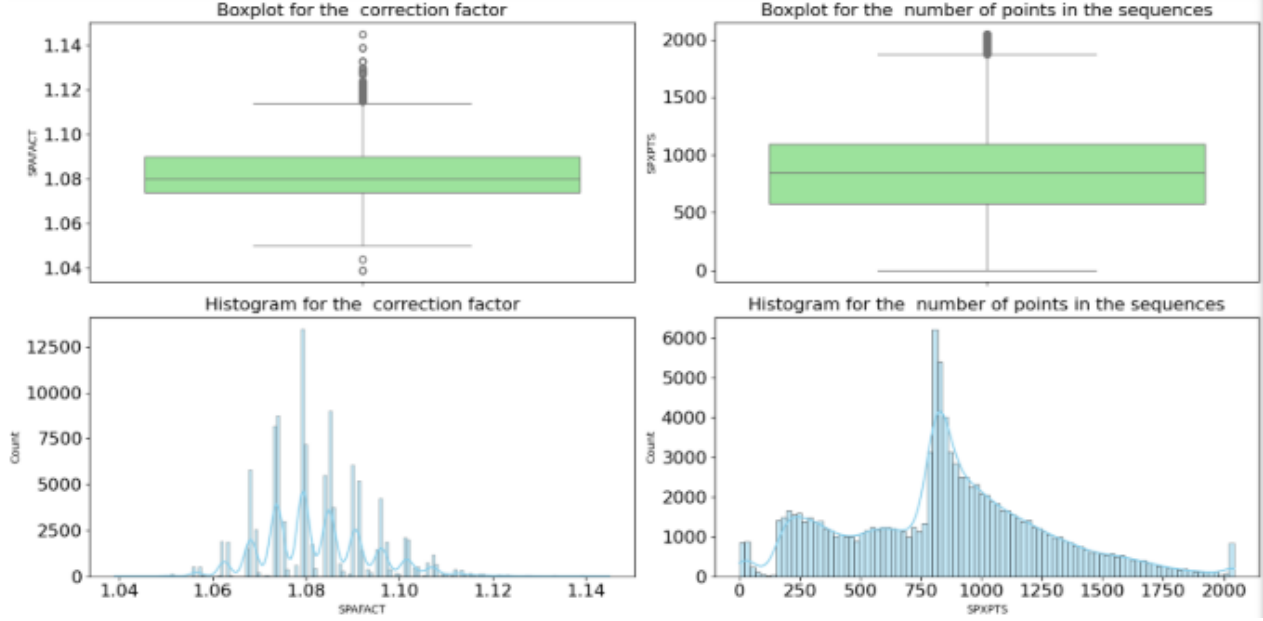 Boxplot for the  correction factor
1.14
1.12
1.10
1.08
1.06
1.04
SPAFACT
Boxplot for the  number of points in the sequences
2000
1500
1000
500
0
SPXPTS
Histogram for the  correction factor
12500
10000
7500
5000
2500
0
Count
1.04 1.06 1.08 1.10 1.12 1.14
SPAFACT
Histogram for the  number of points in the sequences
6000
5000
4000
3000
2000
1000
0
Count
0 250 500 750 1000 1250 1500 1750 2000
SPXPTS